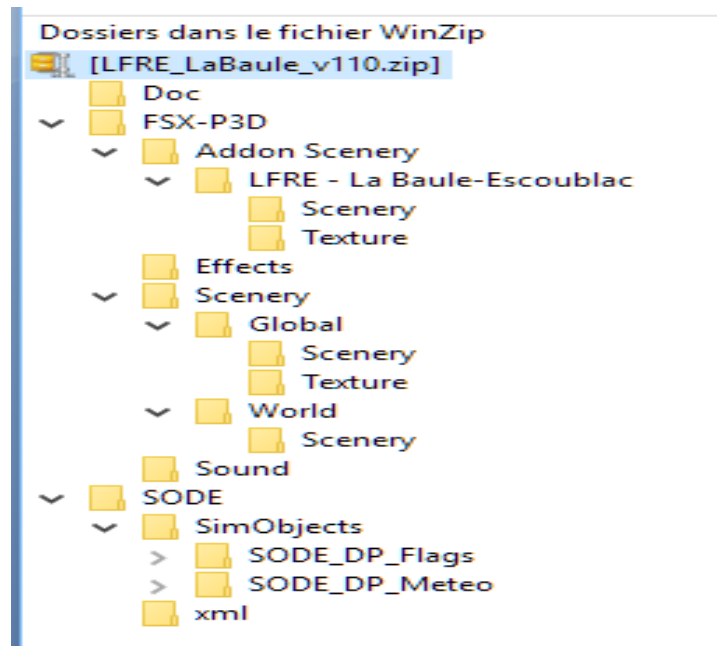 Dossiers dans le fichier WinZip
[LFRE_LaBaule_v110.zip]
Doc
FSX-P3D
Addon Scenery
LFRE - La Baule-Escoublac
Scenery
Texture
Effects
Scenery
Global
Scenery
Texture
World
Scenery
Sound
SODE
SimObjects
SODE_DP_Flags
SODE_DP_Meteo
xml